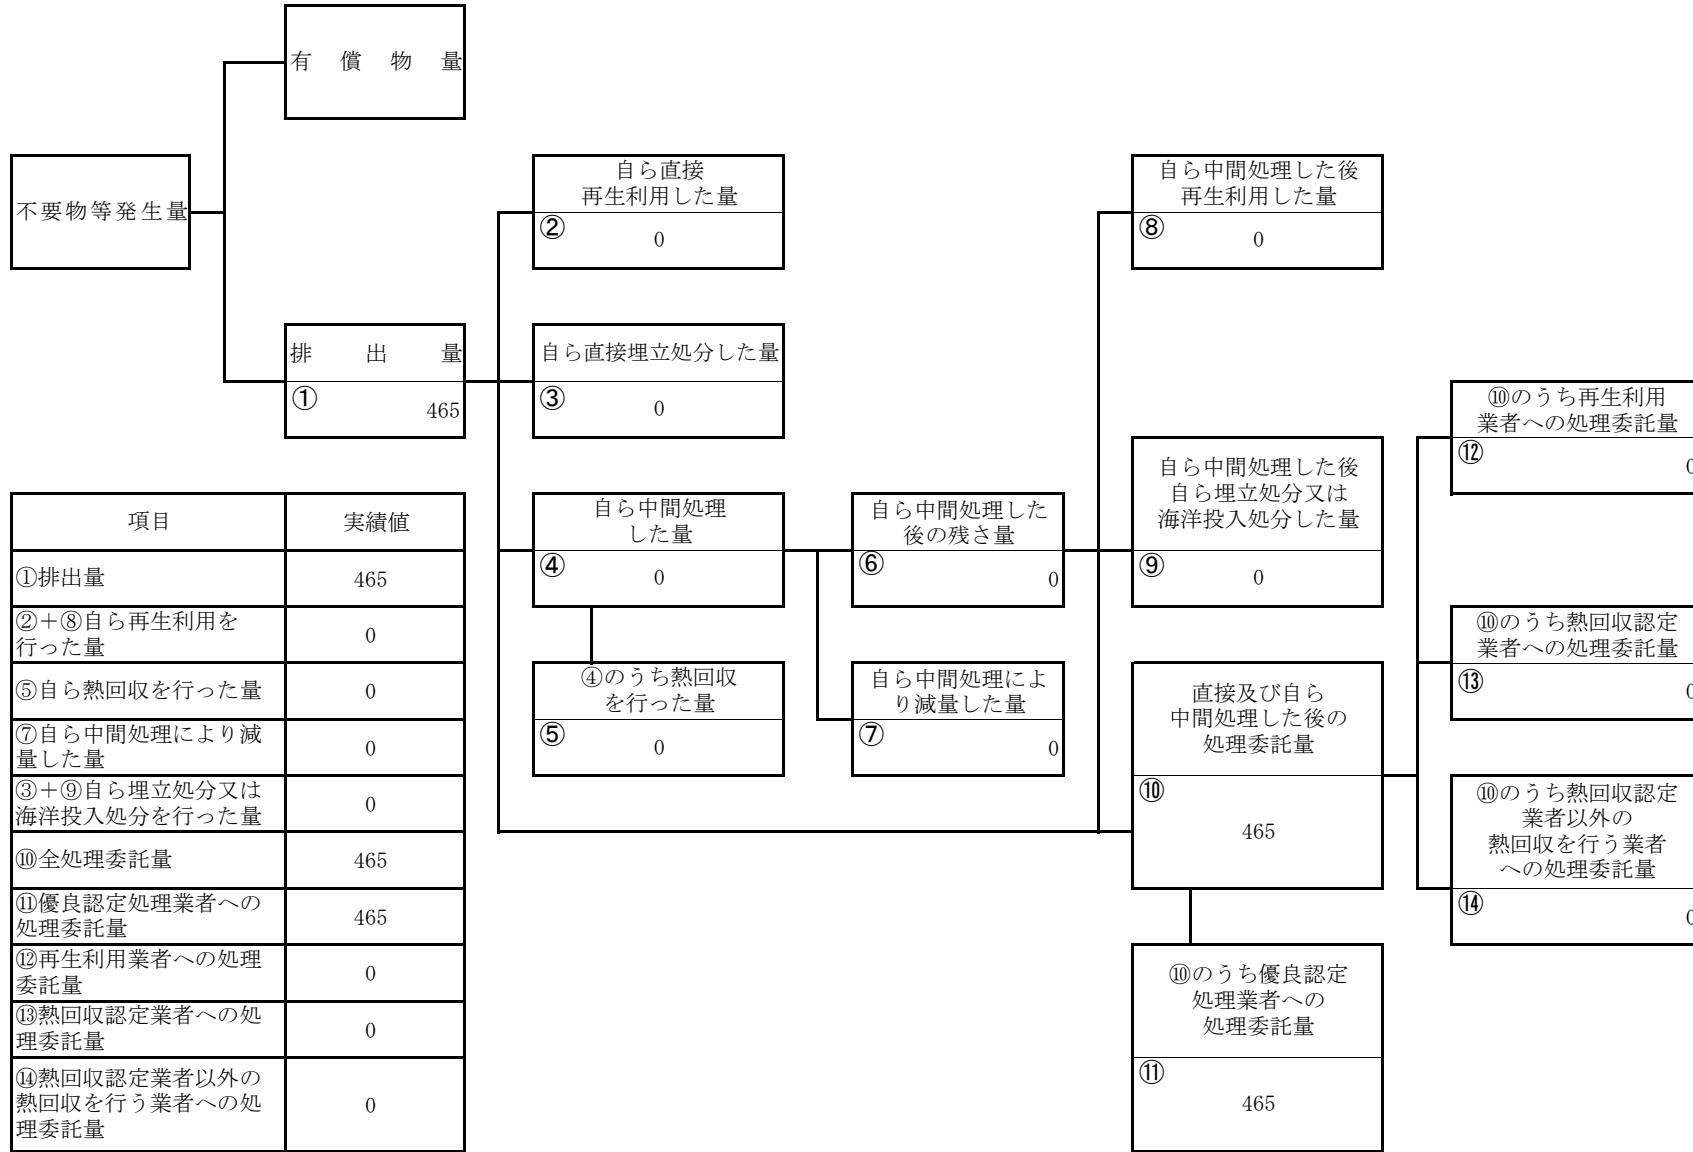 有償物量
不要物等発生量
自ら直接
再生利用した量
②
0
自ら中間処理した後
再生利用した量
⑧
0
排出量
①
465
自ら直接埋立処分した量
③
0
⑩のうち再生利用
業者への処理委託量
⑫
0
自ら中間処理した後
自ら埋立処分又は
海洋投入処分した量
⑨
0
自ら中間処理
した量
④
0
自ら中間処理した
後の残さ量
⑥
0
⑩のうち熱回収認定
業者への処理委託量
⑬
0
④のうち熱回収
を行った量
⑤
0
自ら中間処理によ
り減量した量
⑦
0
直接及び自ら
中間処理した後の
処理委託量
⑩
465
⑩のうち熱回収認定
業者以外の
熱回収を行う業者
への処理委託量
⑭
0
⑩のうち優良認定
処理業者への
処理委託量
⑪
465
項目 実績値
①排出量 465
②＋⑧自ら再生利用を
行った量 0
⑤自ら熱回収を行った量 0
⑦自ら中間処理により減
量した量 0
③＋⑨自ら埋立処分又は
海洋投入処分を行った量 0
⑩全処理委託量 465
⑪優良認定処理業者への
処理委託量 465
⑫再生利用業者への処理
委託量 0
⑬熱回収認定業者への処
理委託量 0
⑭熱回収認定業者以外の
熱回収を行う業者への処
理委託量 0